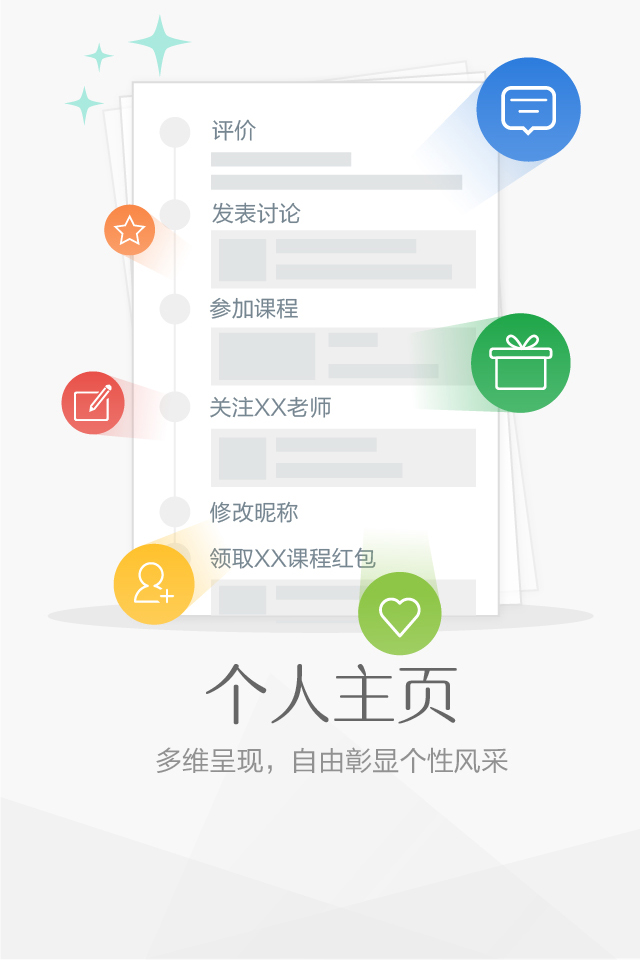 评价
发表讨论
参加课程
关注XX老师
修改昵称
领取XX课程红包
个人主页
多维呈现，自由彰显个性风采